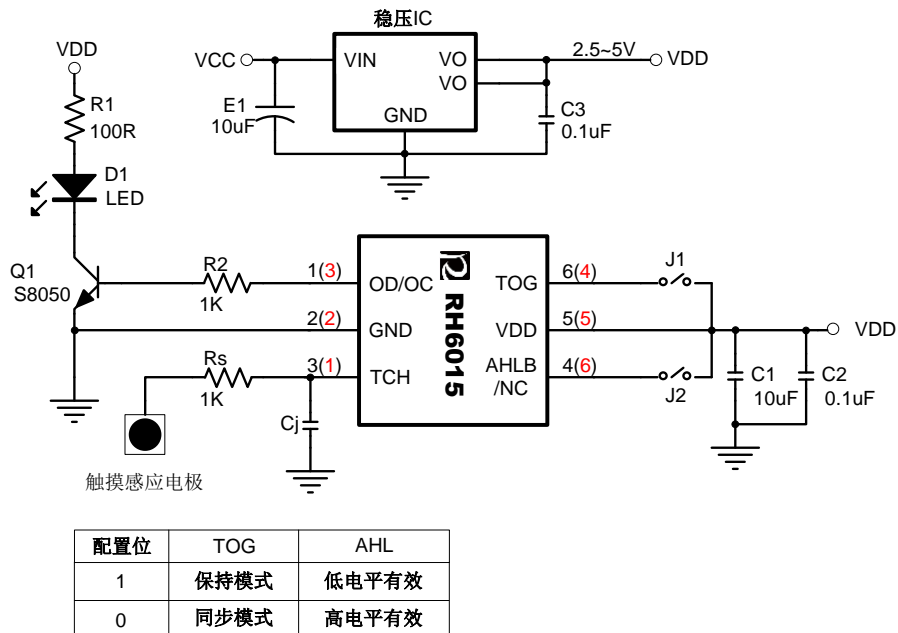 稳压IC
VDD
VCC
VIN
VO
VO
GND
2.5~5V
VDD
R1
100R
E1
10uF
C3
0.1uF
D1
LED
Q1
S8050
R2
1K
1(3)
OD/OC
TOG
6(4)
J1
2(2)
GND
RH6015
VDD
5(5)
VDD
Rs
1K
3(1)
TCH
AHLB
/NC
4(6)
J2
Cj
C1
10uF
C2
0.1uF
触摸感应电极
配置位 TOG AHL
1 保持模式 低电平有效
0 同步模式 高电平有效